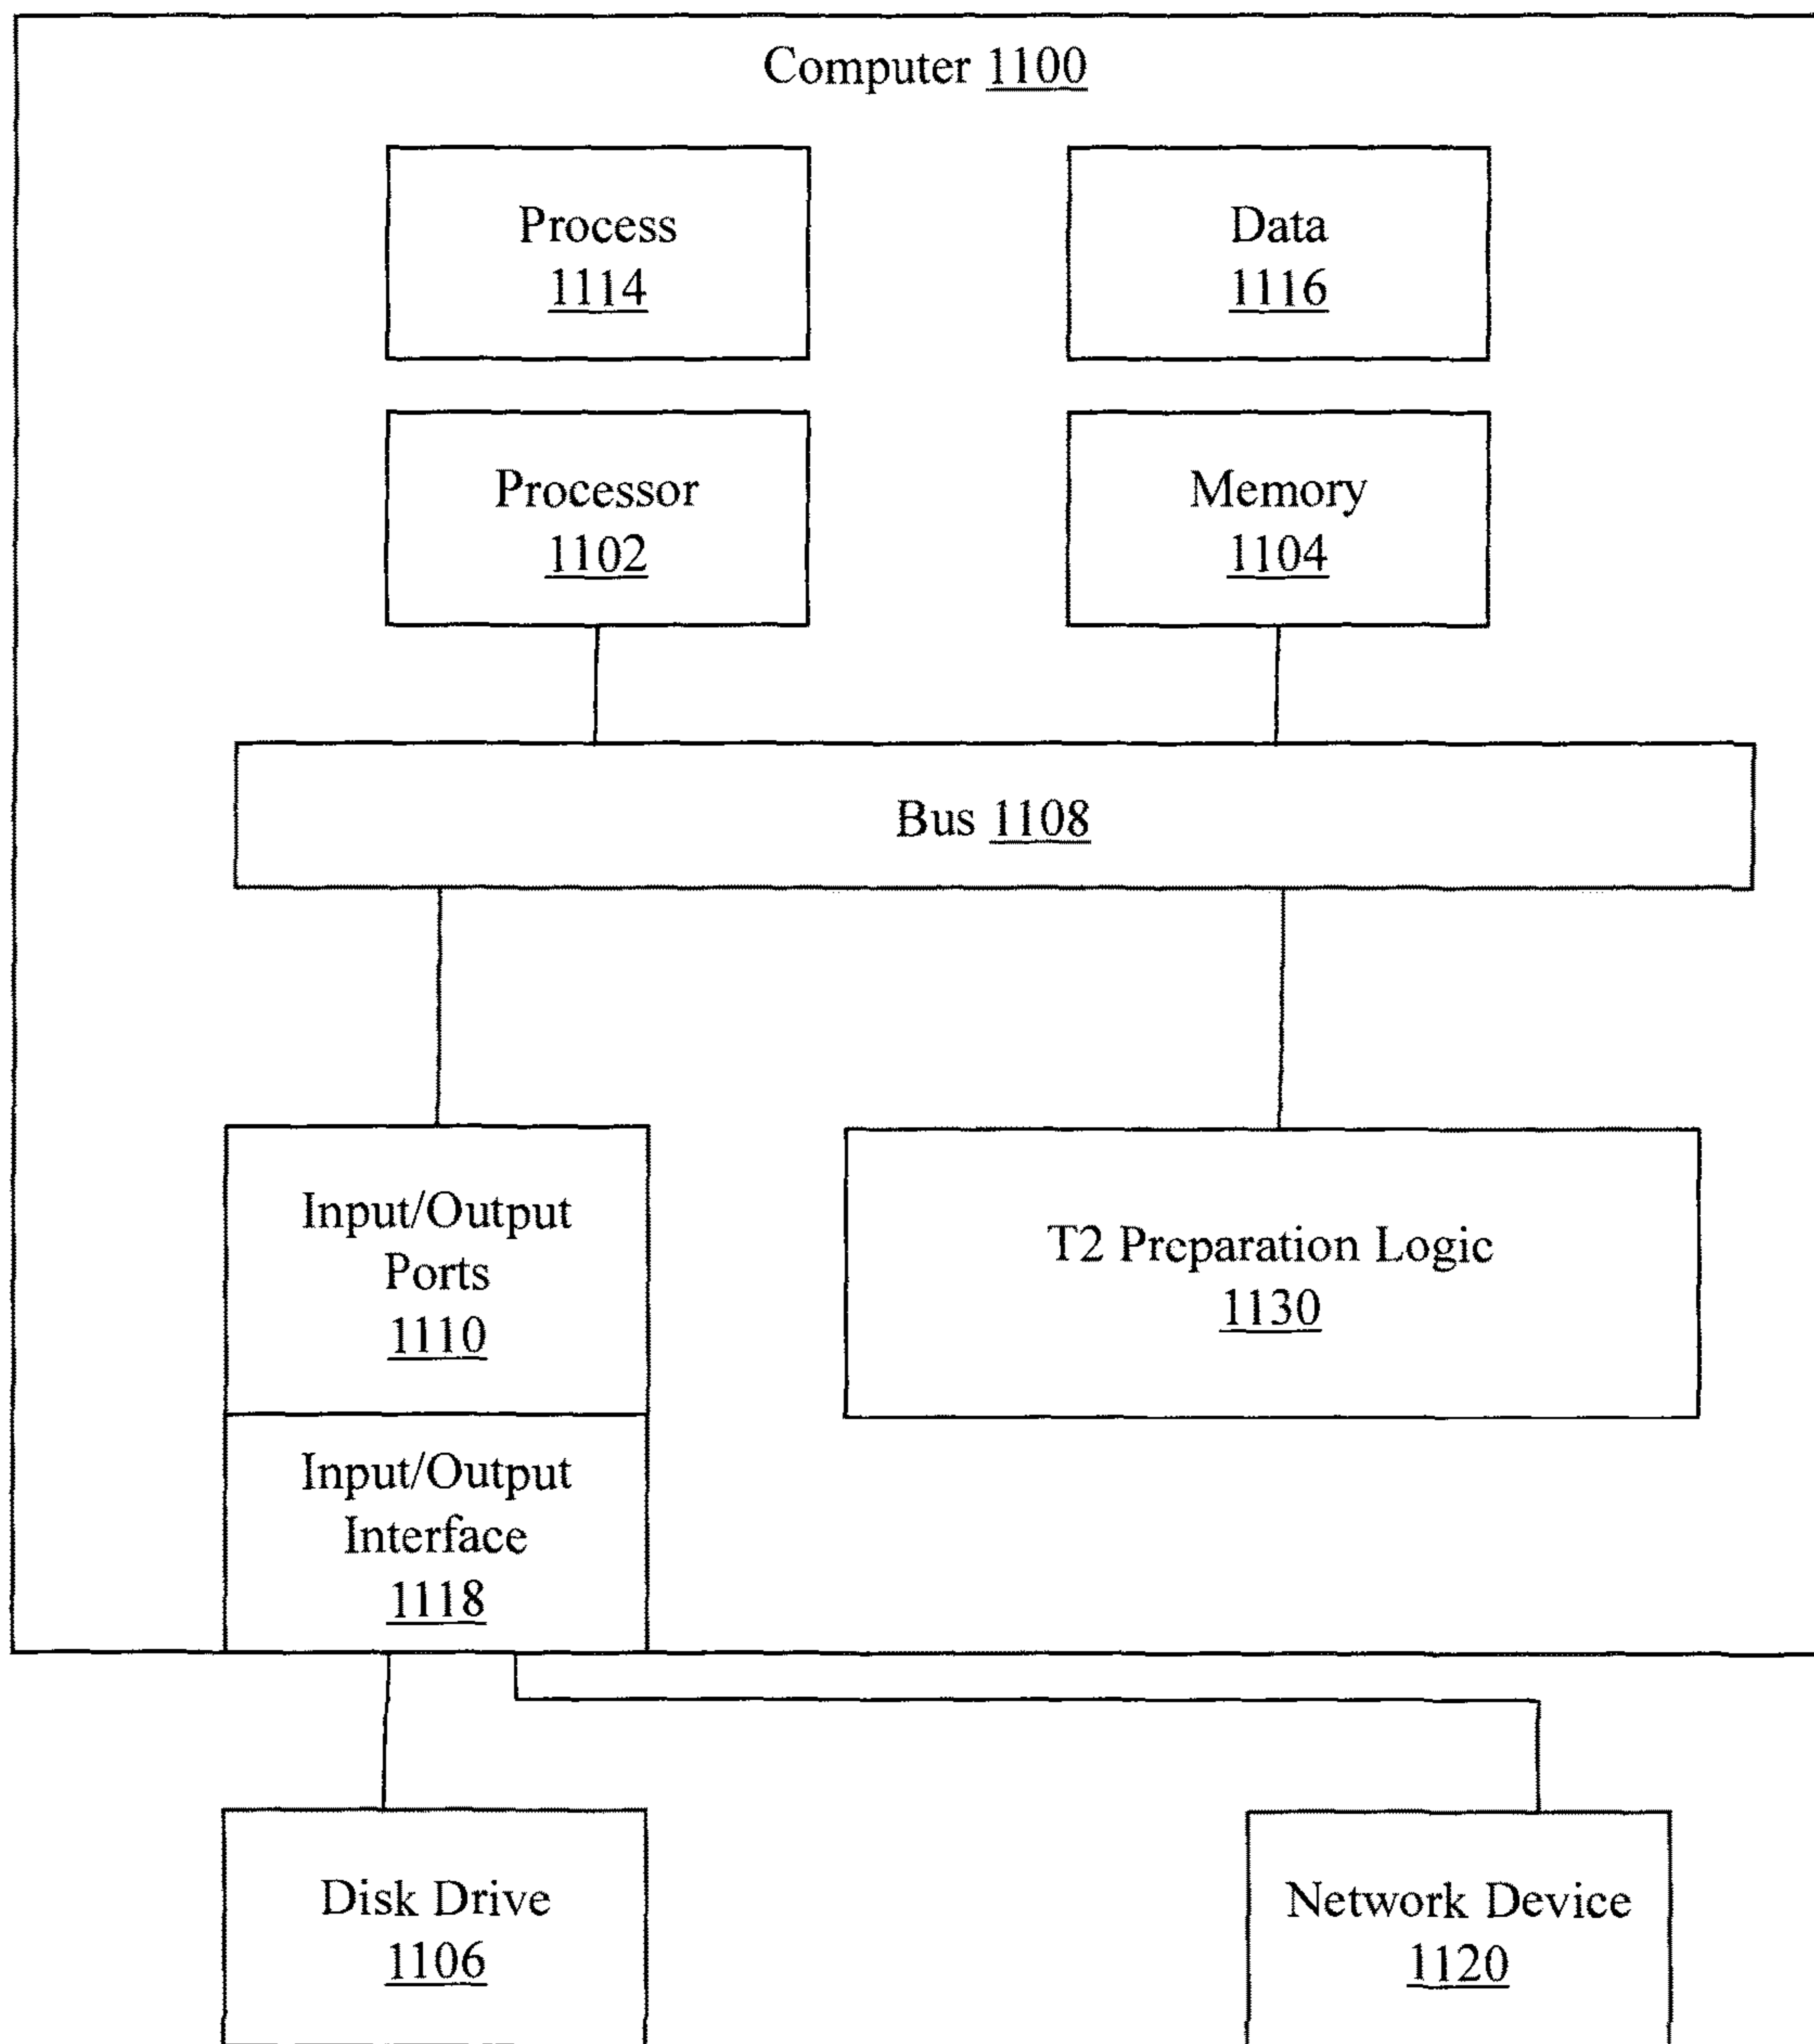 Computer 1100
Process
1114
Data
1116
Processor
1102
Memory
1104
Bus 1108
Input/Output
Ports
1110
T2 Preparation Logic
1130
Input/Output
Interface
1118
Disk Drive
1106
Network Device
1120